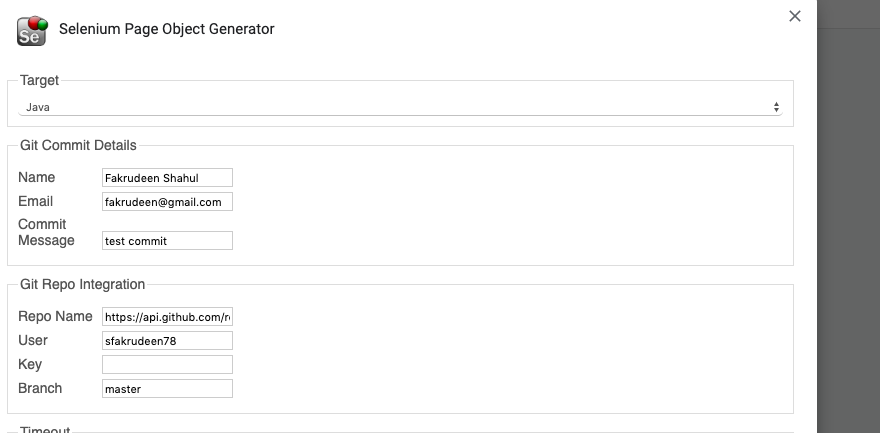 Se
Selenium Page Object Generator
Target
Java
Git Commit Details
Name Fakrudeen Shahul
Email fakrudeen@gmail.com
Commit
Message test commit
Git Repo Integration
Repo Name https://api.github.com/r
User sfakrudeen78
Key
Branch master
Timeout